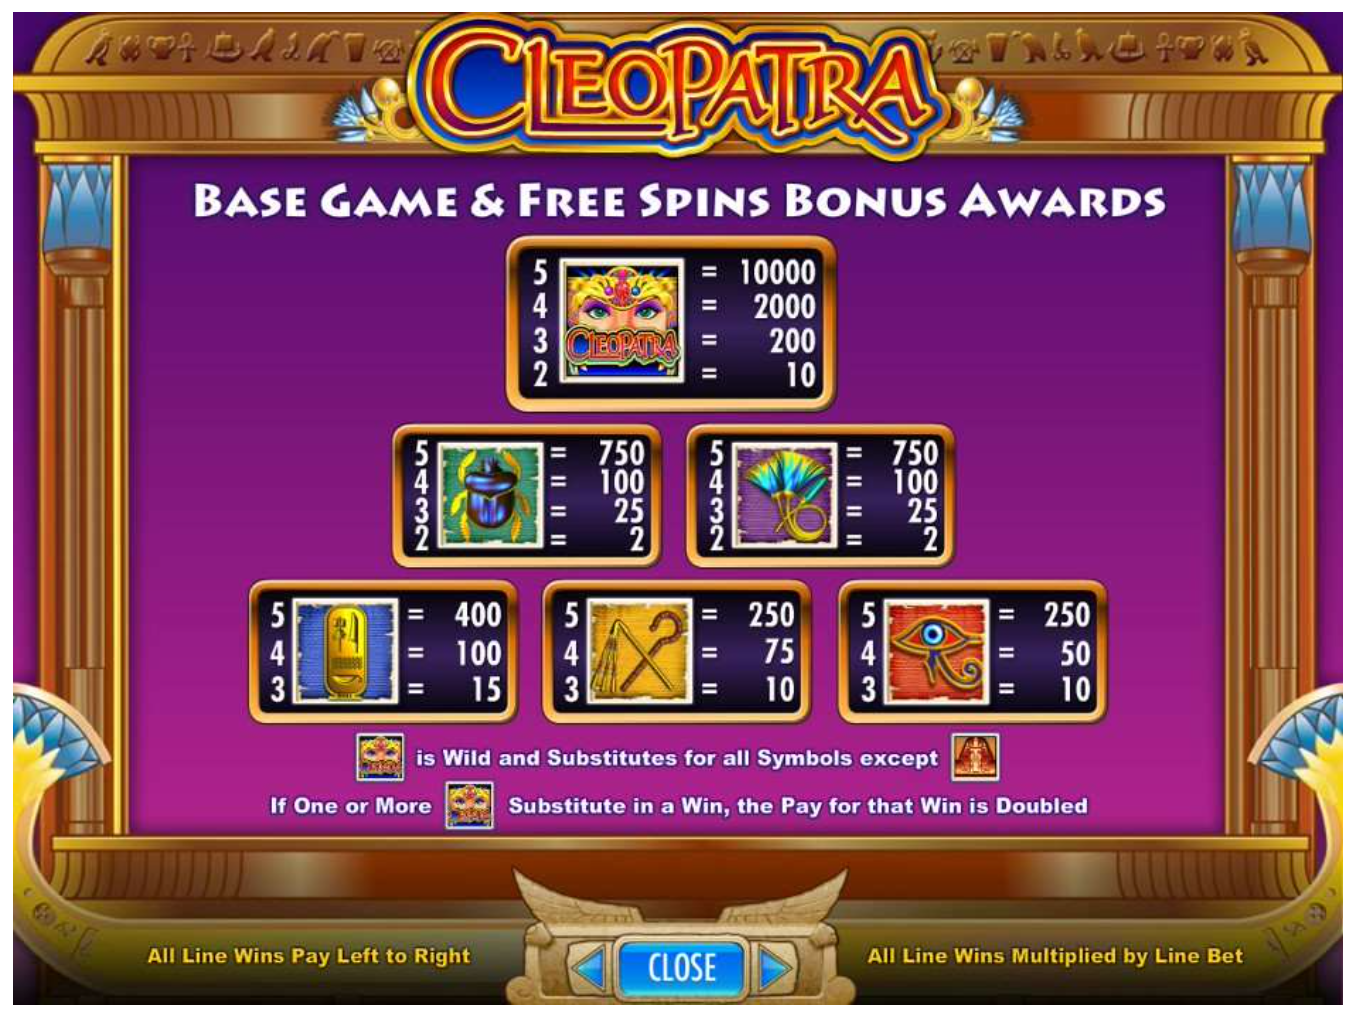 CLEOPATRA
BASE GAME & FREE SPINS BONUS AWARDS
5 = 10000
4 = 2000
3 CLEOPATRA = 200
2 = 10
5 = 750
4 = 100
3 = 25
2 = 2
5 = 750
4 = 100
3 = 25
2 = 2
5 = 400
4 = 100
3 = 15
5 = 250
4 = 75
3 = 10
5 = 250
4 = 50
3 = 10
is Wild and Substitutes for all Symbols except
If One or More Substitute in a Win, the Pay for that Win is Doubled
All Line Wins Pay Left to Right
CLOSE
All Line Wins Multiplied by Line Bet